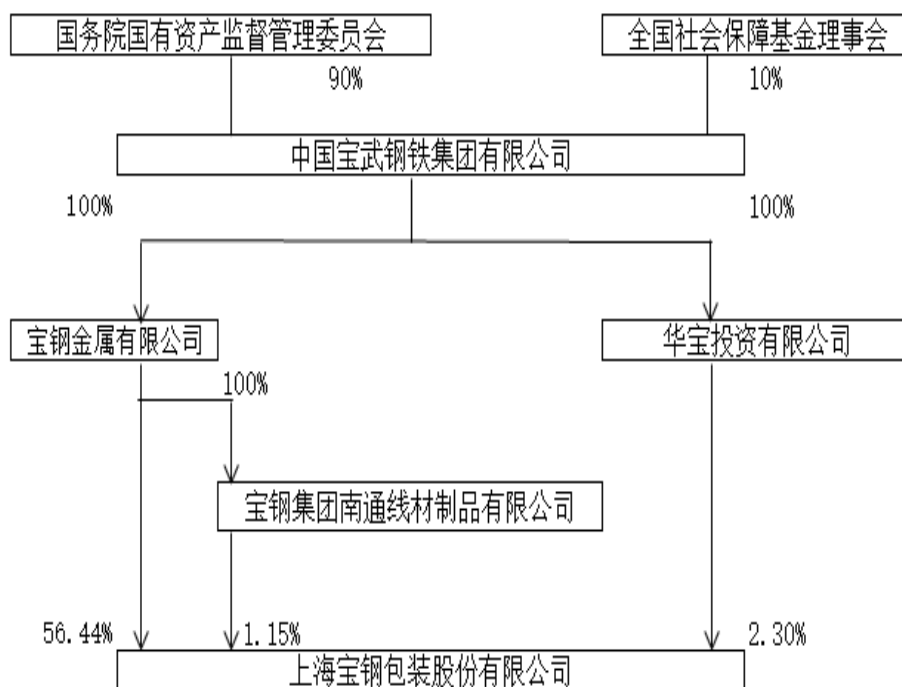 国务院国有资产监督管理委员会
全国社会保障基金理事会
90%
10%
中国宝武钢铁集团有限公司
100%
100%
宝钢金属有限公司
华宝投资有限公司
100%
宝钢集团南通线材制品有限公司
56.44%
1.15%
2.30%
上海宝钢包装股份有限公司